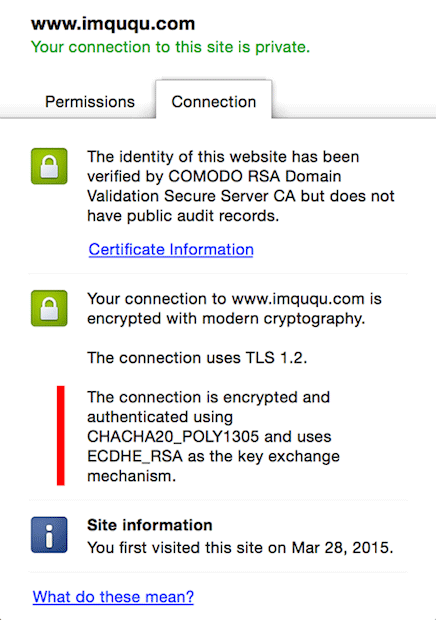 www.imququ.com
Your connection to this site is private.
Permissions
Connection
The identity of this website has been
verified by COMODO RSA Domain
Validation Secure Server CA but does not
have public audit records.
Certificate Information
Your connection to www.imququ.com is
encrypted with modern cryptography.
The connection uses TLS 1.2.
The connection is encrypted and
authenticated using
CHACHA20_POLY1305 and uses
ECDHE_RSA as the key exchange
mechanism.
Site information
You first visited this site on Mar 28, 2015.
What do these mean?